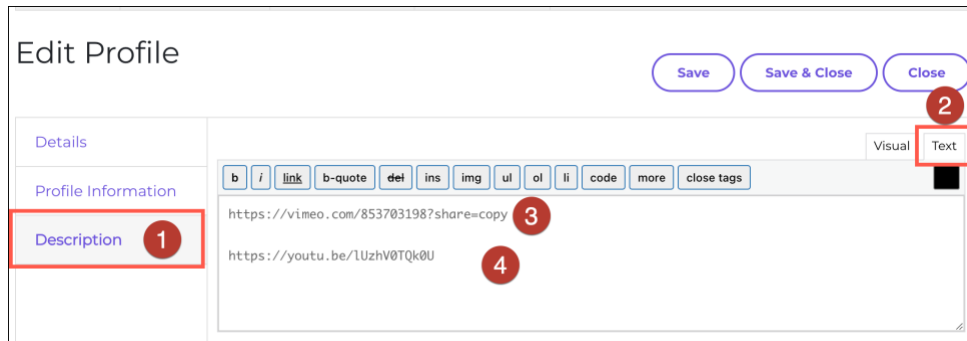 Edit Profile
Save Save & Close Close
2
Details
Visual Text
Profile Information
b i link b-quote del ins img ul ol li code more close tags
Description 1
https://vimeo.com/853703198?share=copy 3
https://youtu.be/lUzhV0TQk0U 4